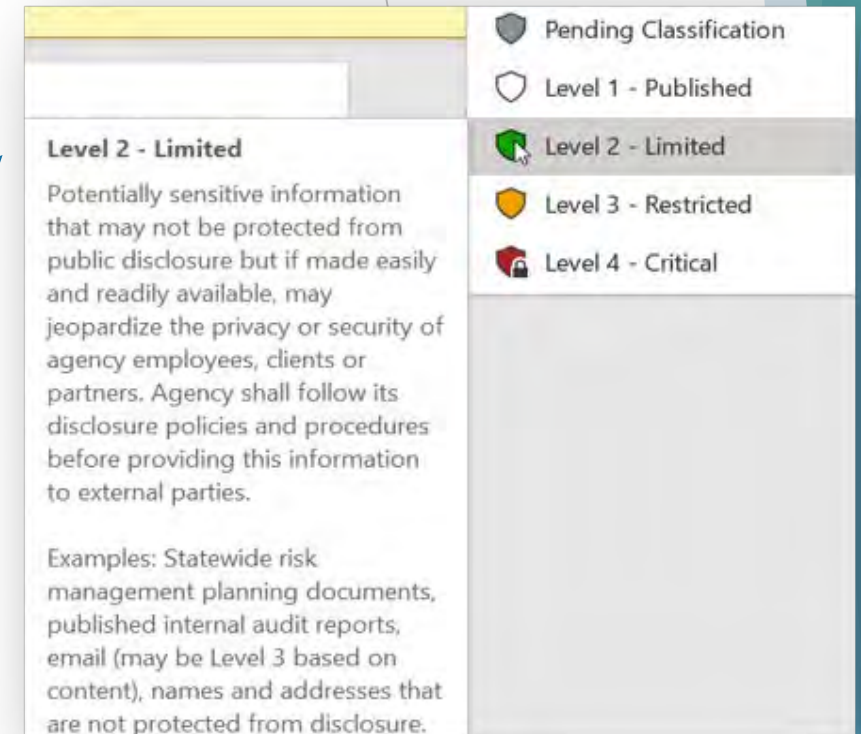 Pending Classification
Level 1 - Published
Level 2 - Limited
Level 3 - Restricted
Level 4 - Critical
Level 2 - Limited
Potentially sensitive information
that may not be protected from
public disclosure but if made easily
and readily available, may
jeopardize the privacy or security of
agency employees, clients or
partners. Agency shall follow its
disclosure policies and procedures
before providing this information
to external parties.
Examples: Statewide risk
management planning documents,
published internal audit reports,
email (may be Level 3 based on
content), names and addresses that
are not protected from disclosure.